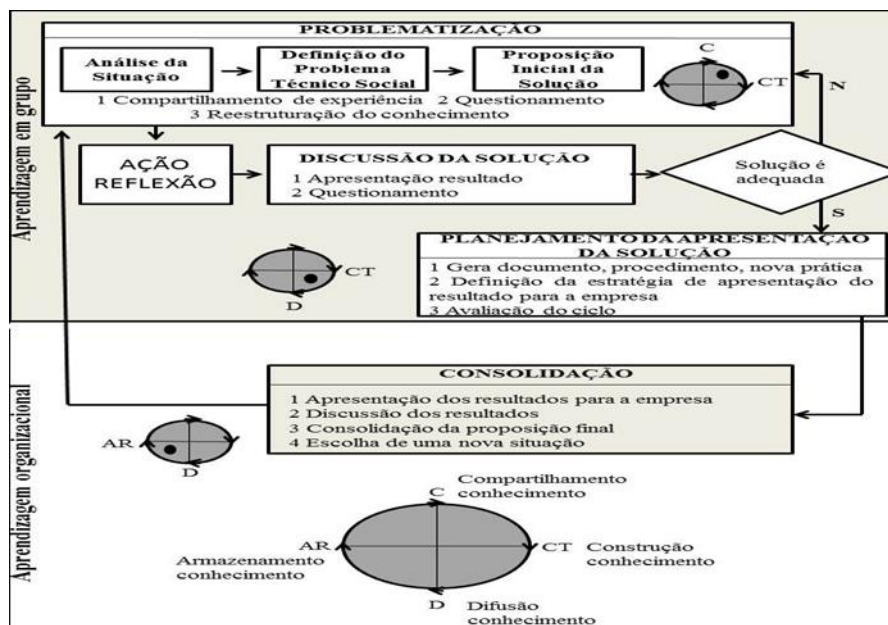 Aprendizagem em grupo
PROBLEMATIZAÇÃO
Análise da
Situação
Definição do
Problema
Técnico Social
Proposição
Inicial da
Solução
C
CT
1 Compartilhamento de experiência 2 Questionamento
3 Reestruturação do conhecimento
N
AÇÃO
REFLEXÃO
DISCUSSÃO DA SOLUÇÃO
1 Apresentação resultado
2 Questionamento
Solução é
adequada
S
CT
D
PLANEJAMENTO DA APRESENTAÇÃO
DA SOLUÇÃO
1 Gera documento, procedimento, nova prática
2 Definição da estratégia de apresentação do
resultado para a empresa
3 Avaliação do ciclo
Aprendizagem organizacional
CONSOLIDAÇÃO
1 Apresentação dos resultados para a empresa
2 Discussão dos resultados
3 Consolidação da proposição final
4 Escolha de uma nova situação
AR
D
C Compartilhamento
conhecimento
AR
Armazenamento
conhecimento
CT Construção
conhecimento
D Difusão
conhecimento